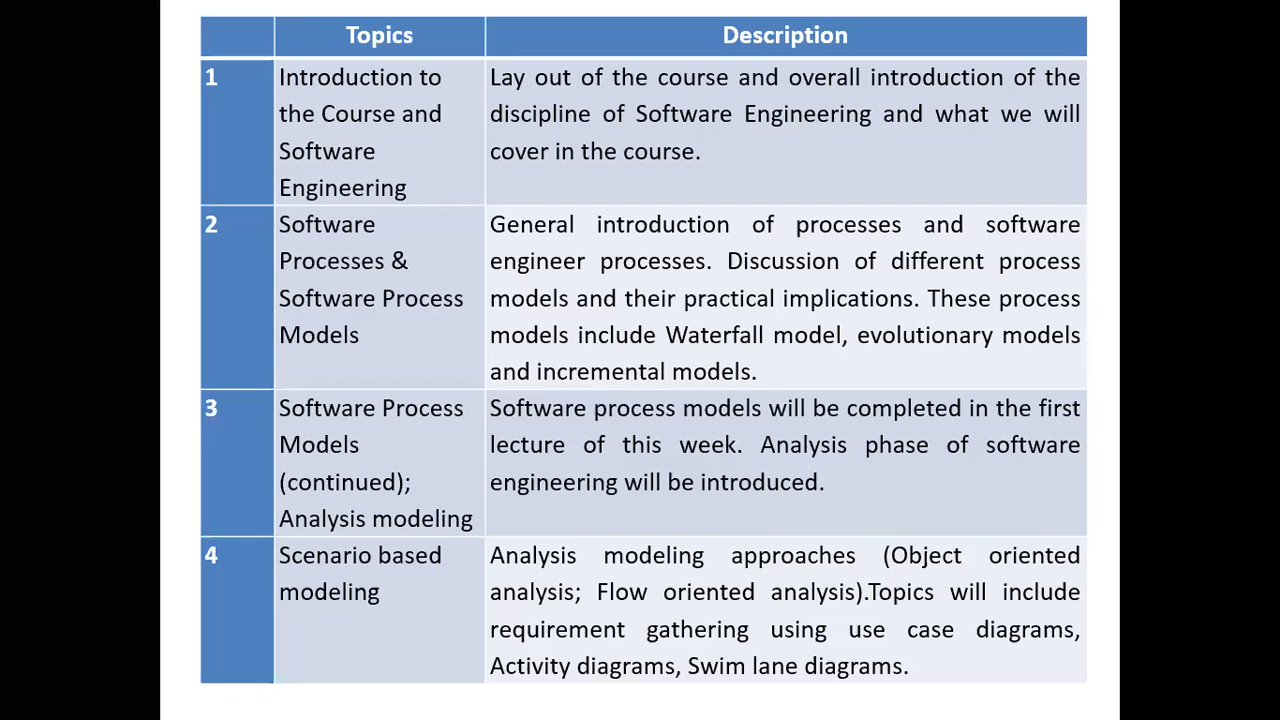 Topics Description
1 Introduction to Lay out of the course and overall introduction of the
the Course and discipline of Software Engineering and what we will
Software cover in the course.
Engineering
2 Software General introduction of processes and software
Processes & engineer processes. Discussion of different process
Software Process models and their practical implications. These process
Models models include Waterfall model, evolutionary models
and incremental models.
3 Software Process Software process models will be completed in the first
Models lecture of this week. Analysis phase of software
(continued); engineering will be introduced.
Analysis modeling
4 Scenario based Analysis modeling approaches (Object oriented
modeling analysis; Flow oriented analysis).Topics will include
requirement gathering using use case diagrams,
Activity diagrams, Swim lane diagrams.